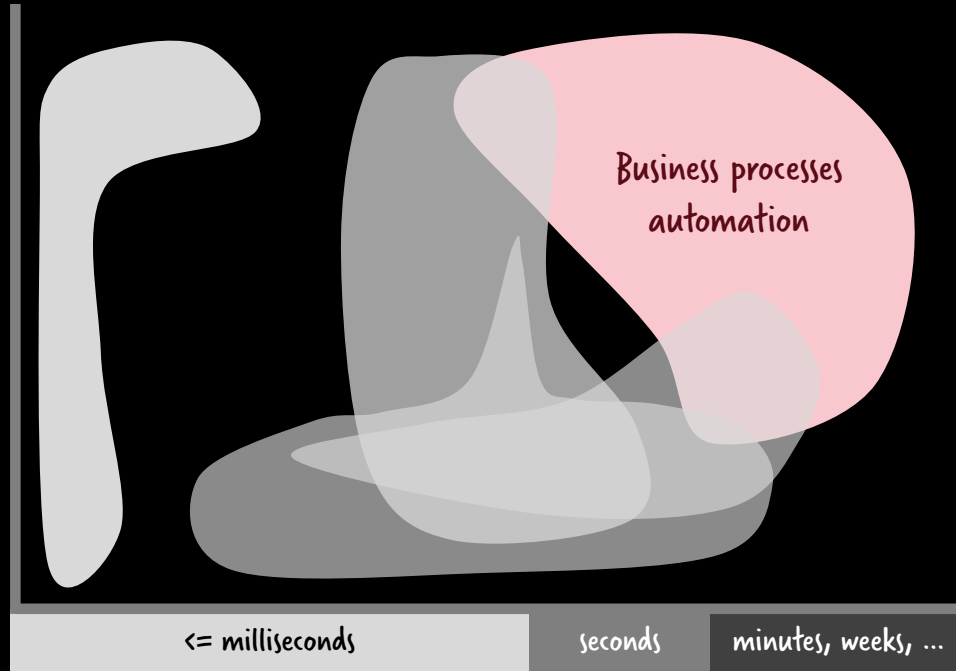 Business processes
automation
<= milliseconds
seconds
minutes, weeks, ...